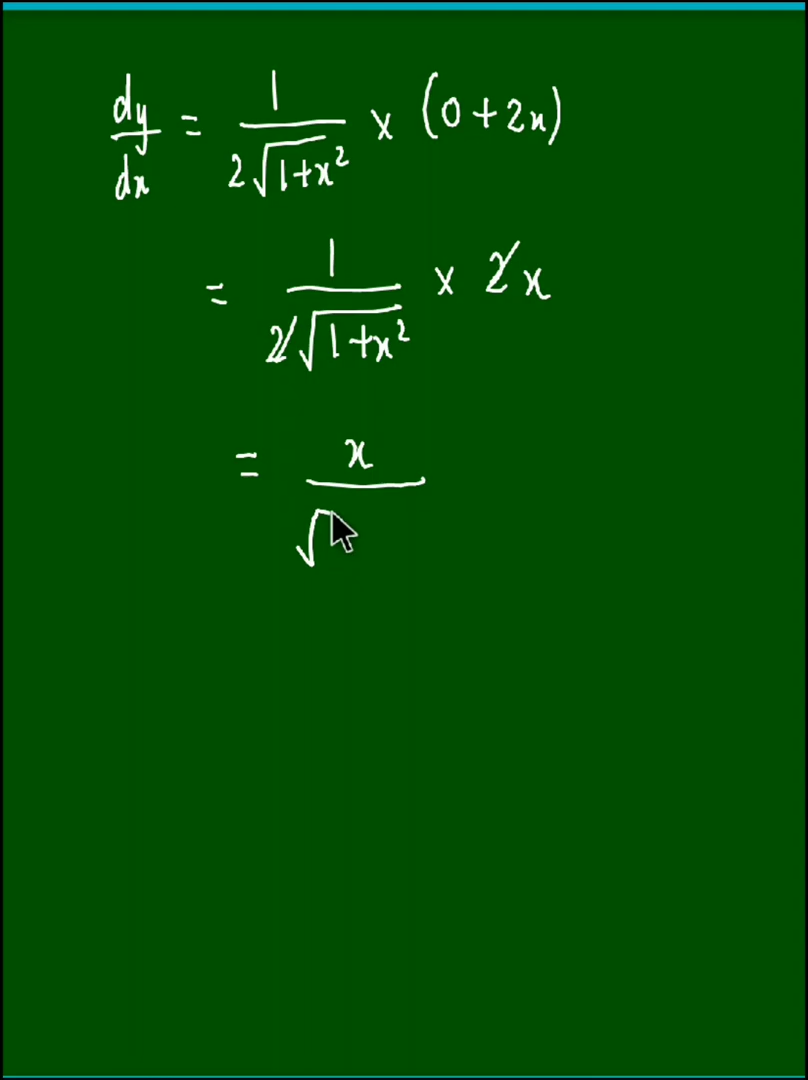 dy/dx = 1/(2√(1+x²)) × (0+2x)
= 1/(2√(1+x²)) × 2x
= x/√